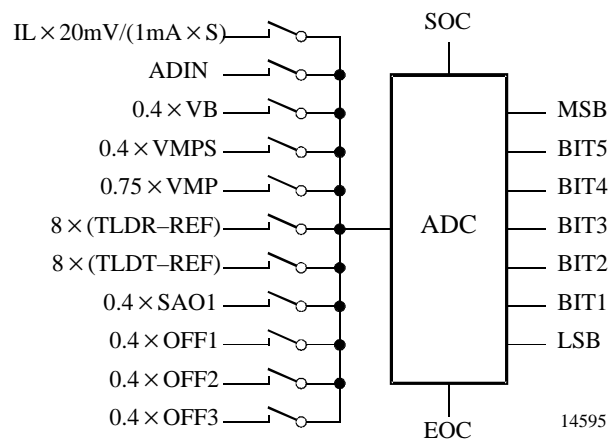 IL × 20mV/(1mA × S)
SOC
ADIN
0.4 × VB
MSB
0.4 × VMPS
BIT5
0.75 × VMP
BIT4
8 × (TLDR–REF)
ADC
BIT3
8 × (TLDT–REF)
BIT2
0.4 × SAO1
BIT1
0.4 × OFF1
LSB
0.4 × OFF2
0.4 × OFF3
EOC
14595